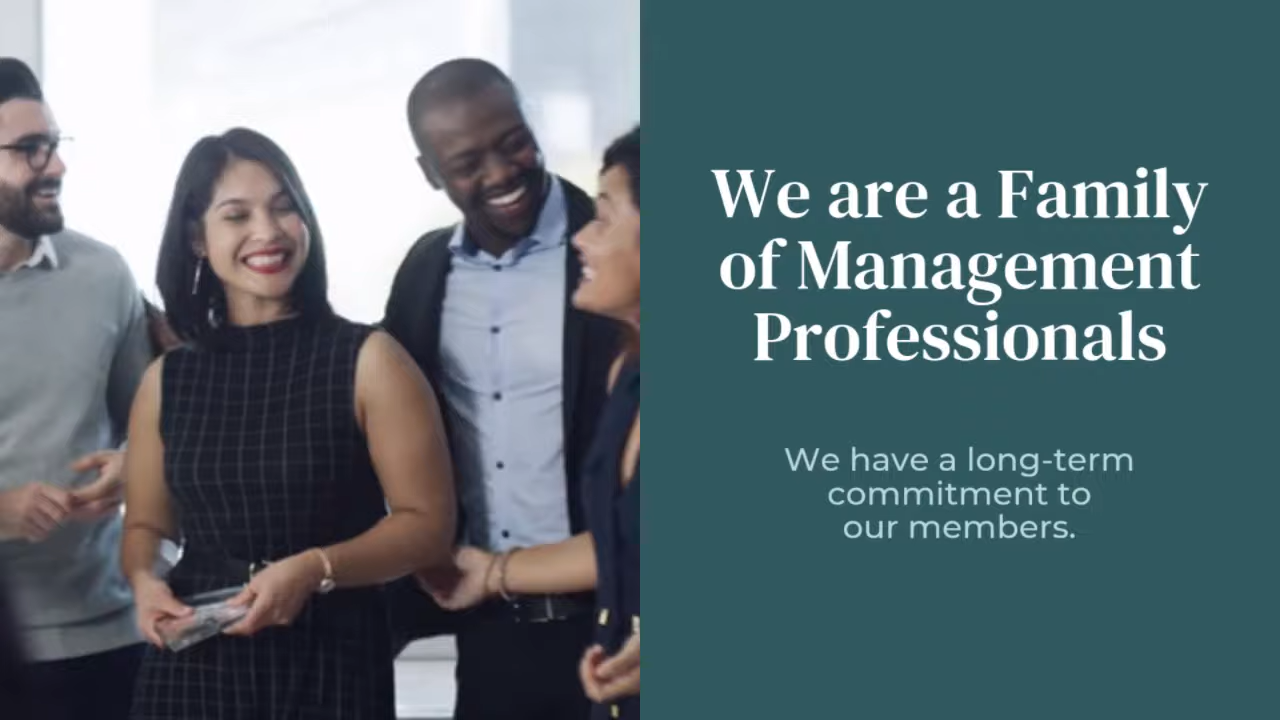 We are a Family
of Management
Professionals
We have a long-term
commitment to
our members.